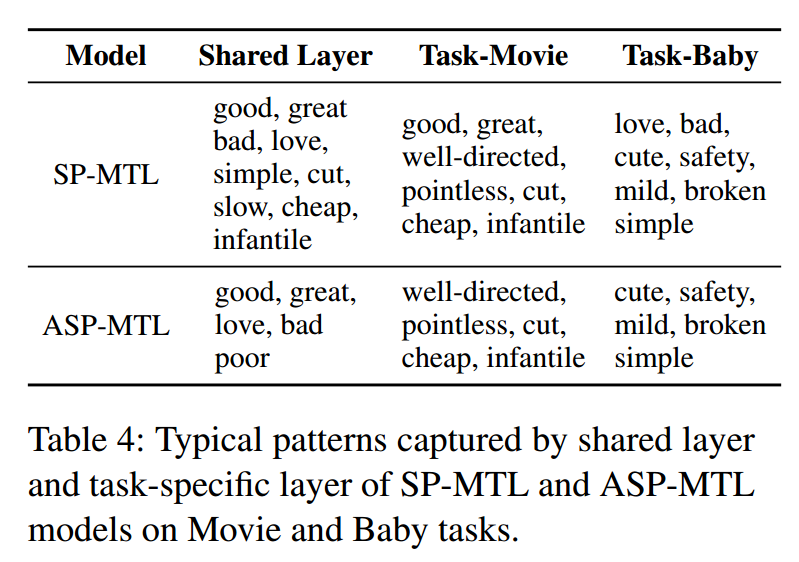 Model Shared Layer Task-Movie Task-Baby
SP-MTL
good, great
bad, love,
simple, cut,
slow, cheap,
infantile
good, great,
well-directed,
pointless, cut,
cheap, infantile
love, bad,
cute, safety,
mild, broken
simple
ASP-MTL
good, great,
love, bad
poor
well-directed,
pointless, cut,
cheap, infantile
cute, safety,
mild, broken
simple
Table 4: Typical patterns captured by shared layer
and task-specific layer of SP-MTL and ASP-MTL
models on Movie and Baby tasks.